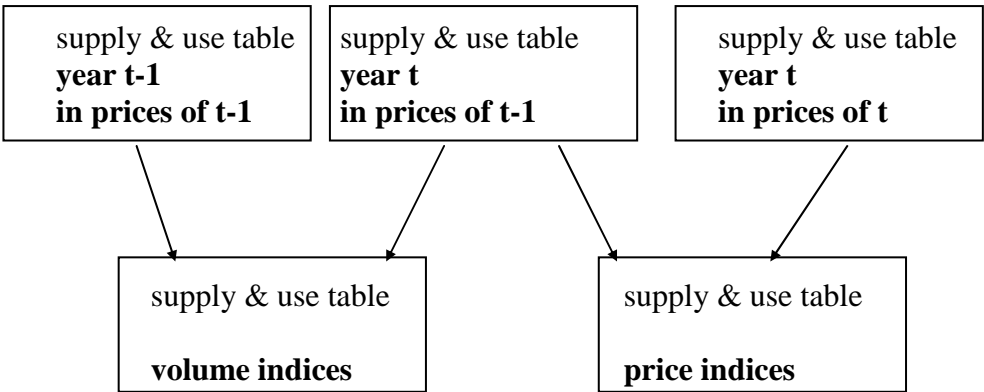 supply & use table
year t-1
in prices of t-1
supply & use table
year t
in prices of t-1
supply & use table
year t
in prices of t
supply & use table
volume indices
supply & use table
price indices